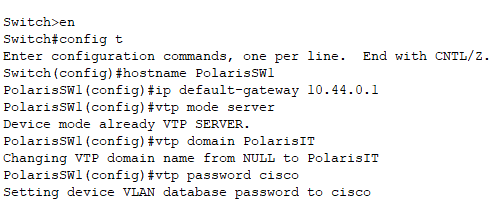 Switch>en
Switch#config t
Enter configuration commands, one per line.  End with CNTL/Z.
Switch(config)#hostname PolarisSW1
PolarisSW1(config)#ip default-gateway 10.44.0.1
PolarisSW1(config)#vtp mode server
Device mode already VTP SERVER.
PolarisSW1(config)#vtp domain PolarisIT
Changing VTP domain name from NULL to PolarisIT
PolarisSW1(config)#vtp password cisco
Setting device VLAN database password to cisco